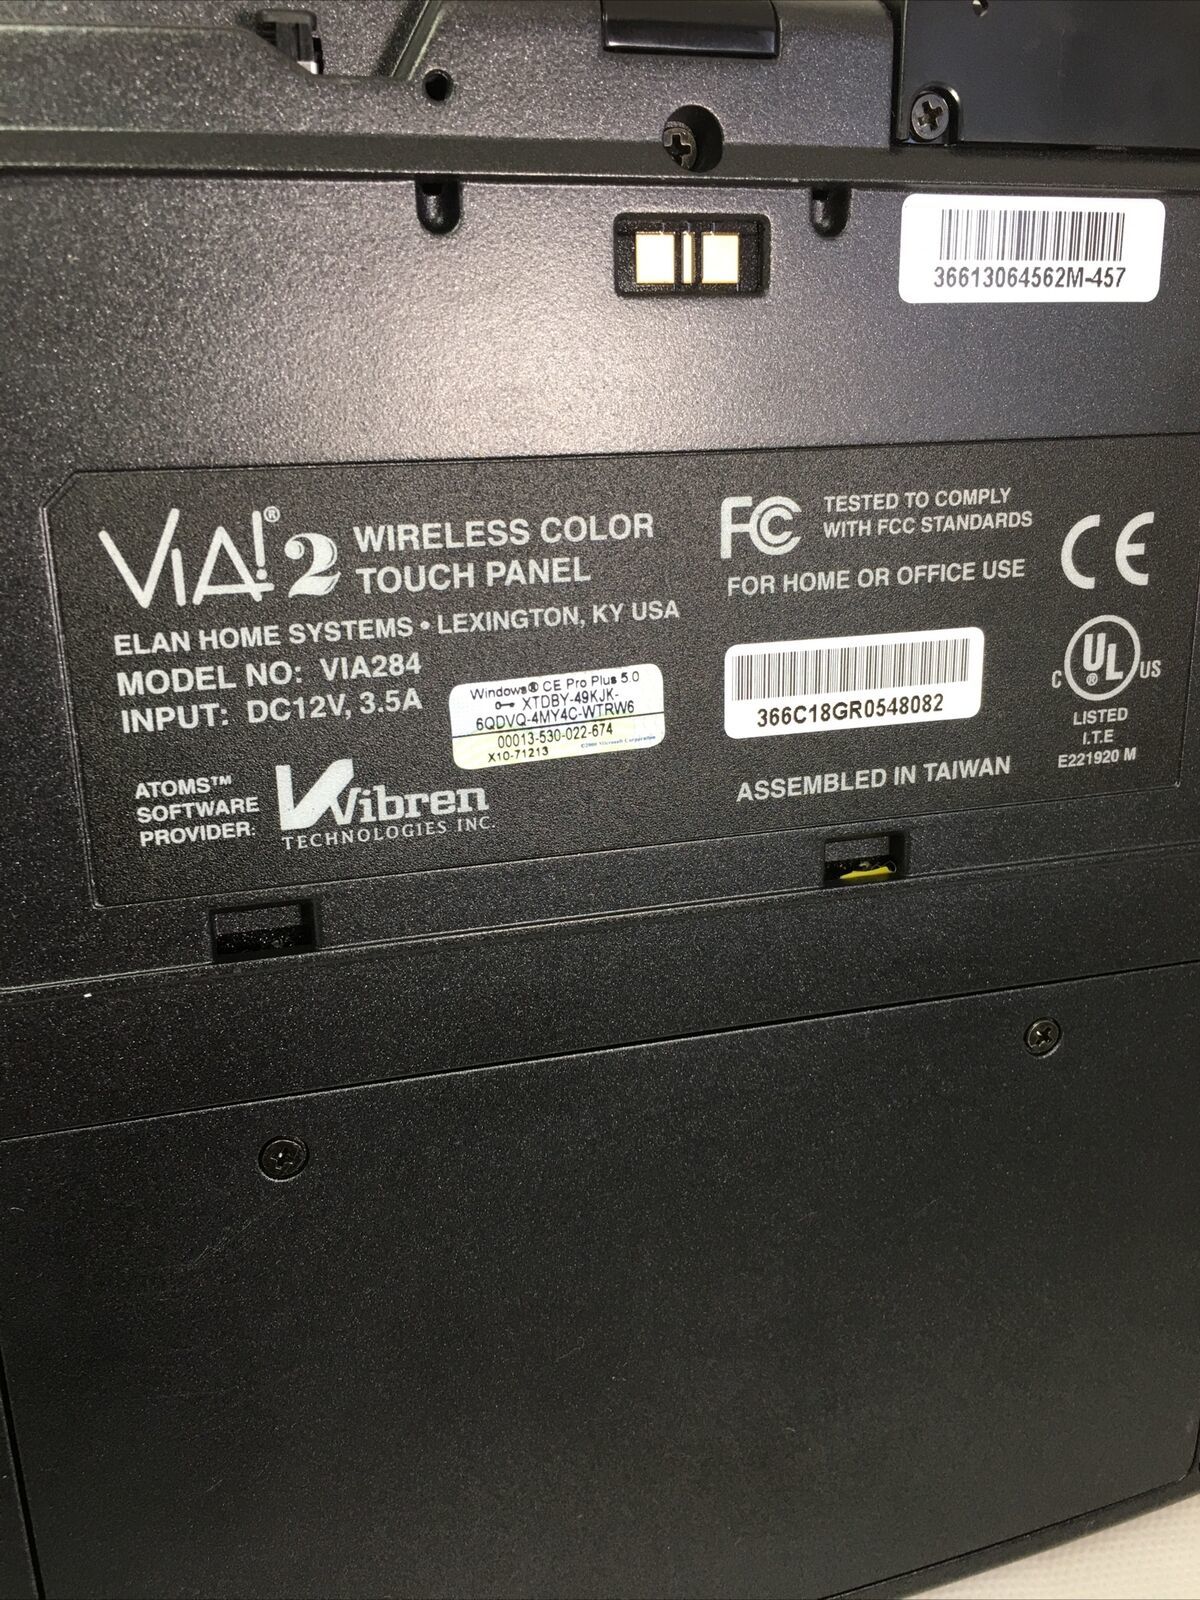 36613064562M-457
VIA!® 2 WIRELESS COLOR
TOUCH PANEL
ELAN HOME SYSTEMS • LEXINGTON, KY USA
MODEL NO: VIA284
INPUT: DC12V, 3.5A
Windows® CE Pro Plus 5.0
XTDBY-49KJK-
6QDVQ-4MY4C-WTRW6
00013-530-022-674
X10-71213
©2000 Microsoft Corporation
ATOMS™
SOFTWARE
PROVIDER:
Vibren
TECHNOLOGIES INC.
FC
TESTED TO COMPLY
WITH FCC STANDARDS
FOR HOME OR OFFICE USE
CE
366C18GR0548082
ASSEMBLED IN TAIWAN
C UL® US
LISTED
I.T.E
E221920 M